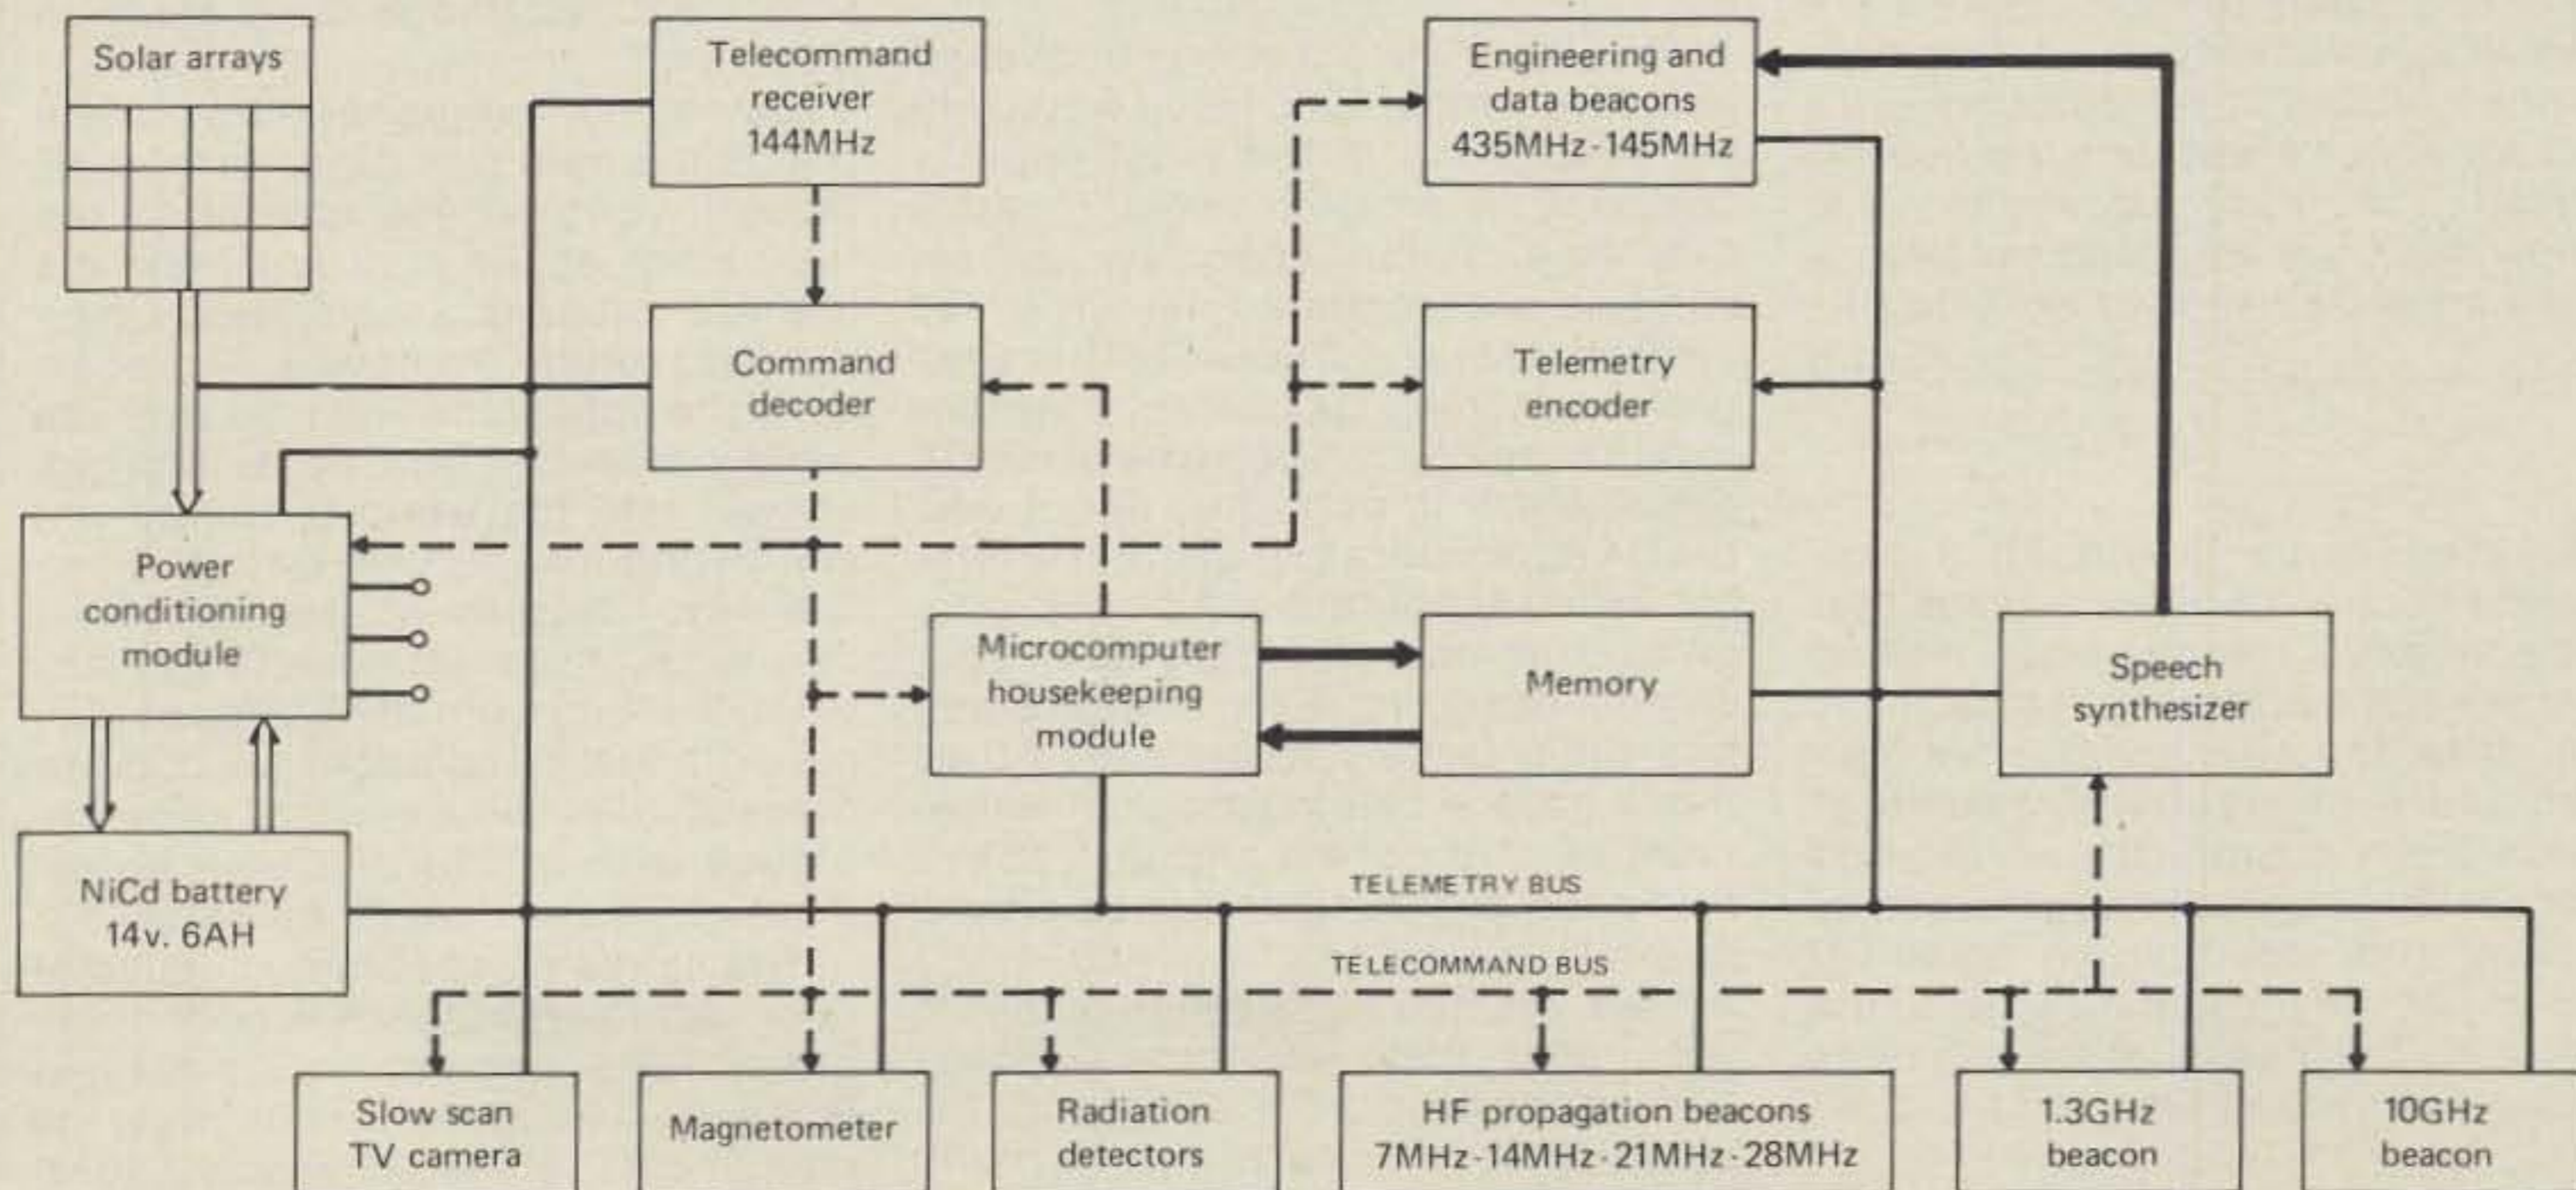 Solar arrays
Telecommand
receiver
144MHz
Engineering and
data beacons
435MHz-145MHz
Command
decoder
Telemetry
encoder
Power
conditioning
module
Microcomputer
housekeeping
module
Memory
Speech
synthesizer
NiCd battery
14v. 6AH
TELEMETRY BUS
TELECOMMAND BUS
Slow scan
TV camera
Magnetometer
Radiation
detectors
HF propagation beacons
7MHz-14MHz-21MHz-28MHz
1.3GHz
beacon
10GHz
beacon